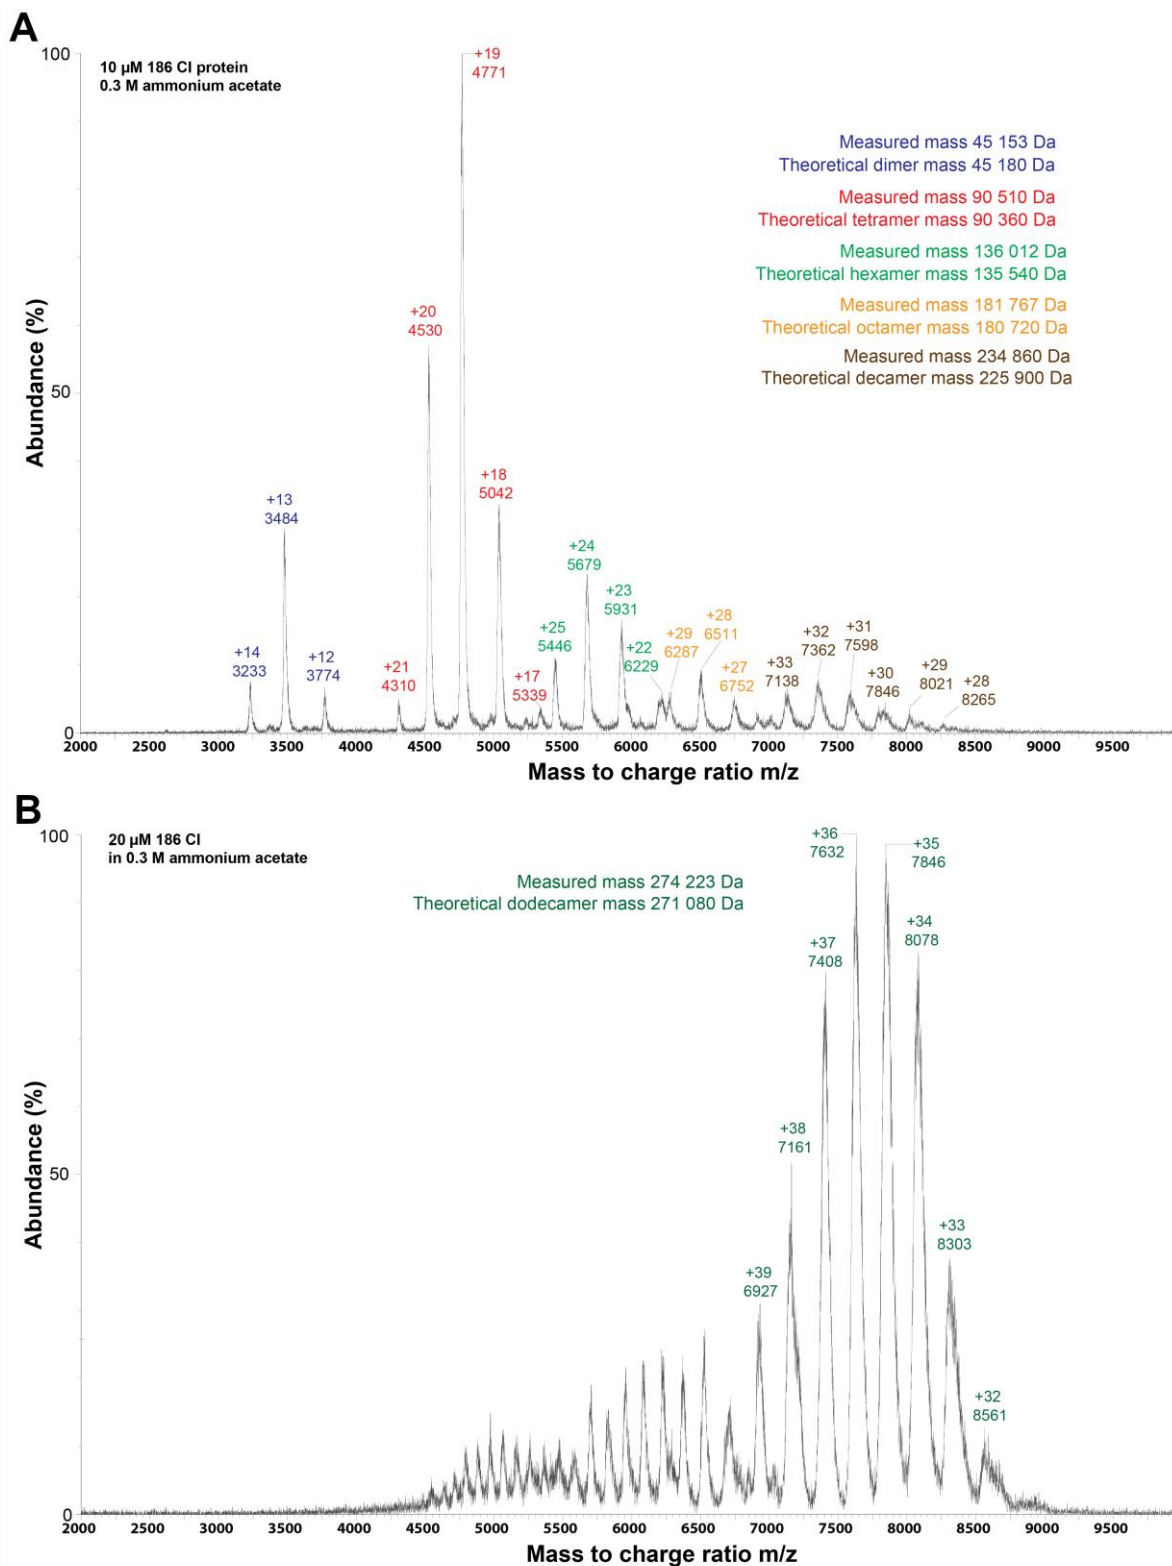 A
10 µM 186 CI protein
0.3 M ammonium acetate
100
50
0
Abundance (%)
+19
4771
Measured mass 45 153 Da
Theoretical dimer mass 45 180 Da
Measured mass 90 510 Da
Theoretical tetramer mass 90 360 Da
Measured mass 136 012 Da
Theoretical hexamer mass 135 540 Da
Measured mass 181 767 Da
Theoretical octamer mass 180 720 Da
Measured mass 234 860 Da
Theoretical decamer mass 225 900 Da
+14
3233
+13
3484
+12
3774
+21
4310
+20
4530
+18
5042
+17
5339
+25
5446
+24
5679
+23
5931
+22
6229
+29
6287
+28
6511
+27
6752
+33
7138
+32
7362
+31
7598
+30
7846
+29
8021
+28
8265
2000 2500 3000 3500 4000 4500 5000 5500 6000 6500 7000 7500 8000 8500 9000 9500
Mass to charge ratio m/z
B
20 µM 186 CI
in 0.3 M ammonium acetate
100
50
0
Abundance (%)
Measured mass 274 223 Da
Theoretical dodecamer mass 271 080 Da
+39
6927
+38
7161
+37
7408
+36
7632
+35
7846
+34
8078
+33
8303
+32
8561
2000 2500 3000 3500 4000 4500 5000 5500 6000 6500 7000 7500 8000 8500 9000 9500
Mass to charge ratio m/z